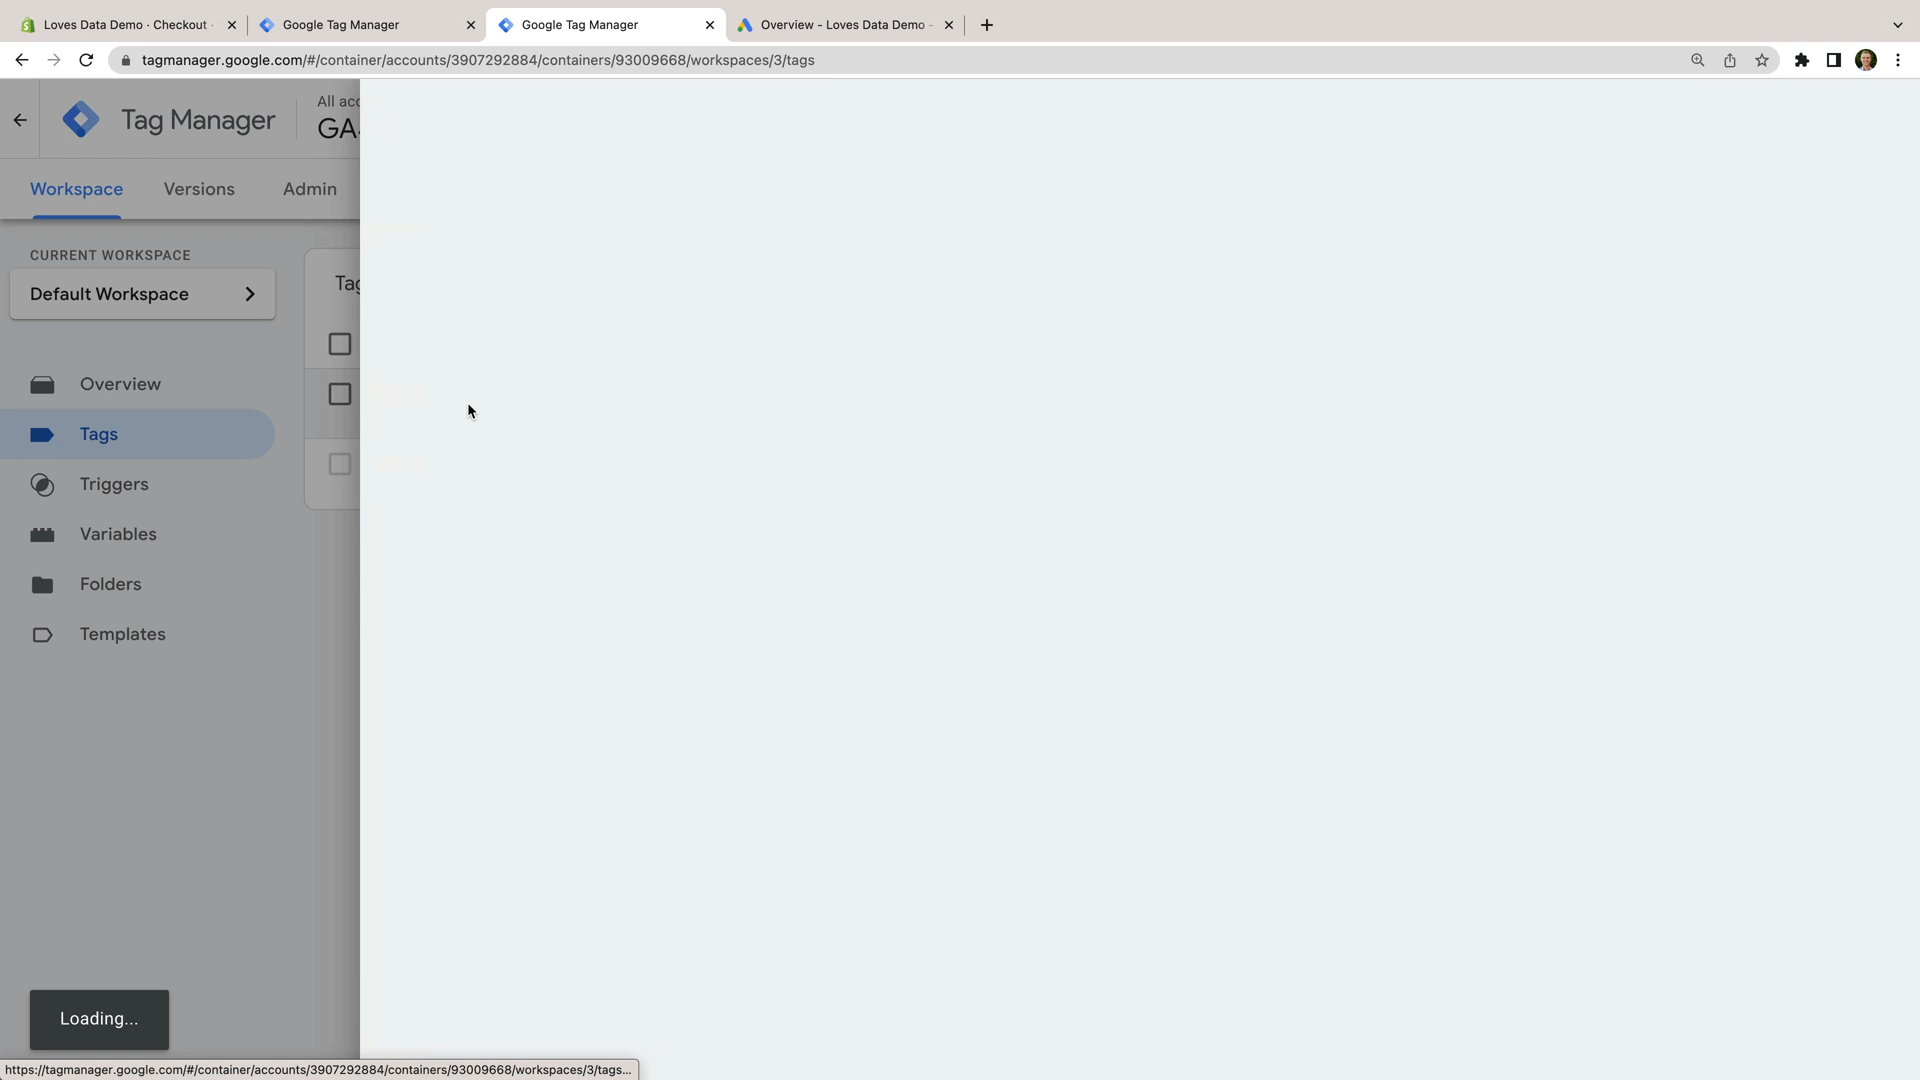 Loves Data Demo · Checkout ·
Google Tag Manager
Google Tag Manager
Overview - Loves Data Demo -
tagmanager.google.com/#/container/accounts/3907292884/containers/93009668/workspaces/3/tags
Tag Manager
All acc
GA4
Workspace
Versions
Admin
CURRENT WORKSPACE
Default Workspace
Tag
Overview
Tags
Triggers
Variables
Folders
Templates
Loading...
https://tagmanager.google.com/#/container/accounts/3907292884/containers/93009668/workspaces/3/tags...